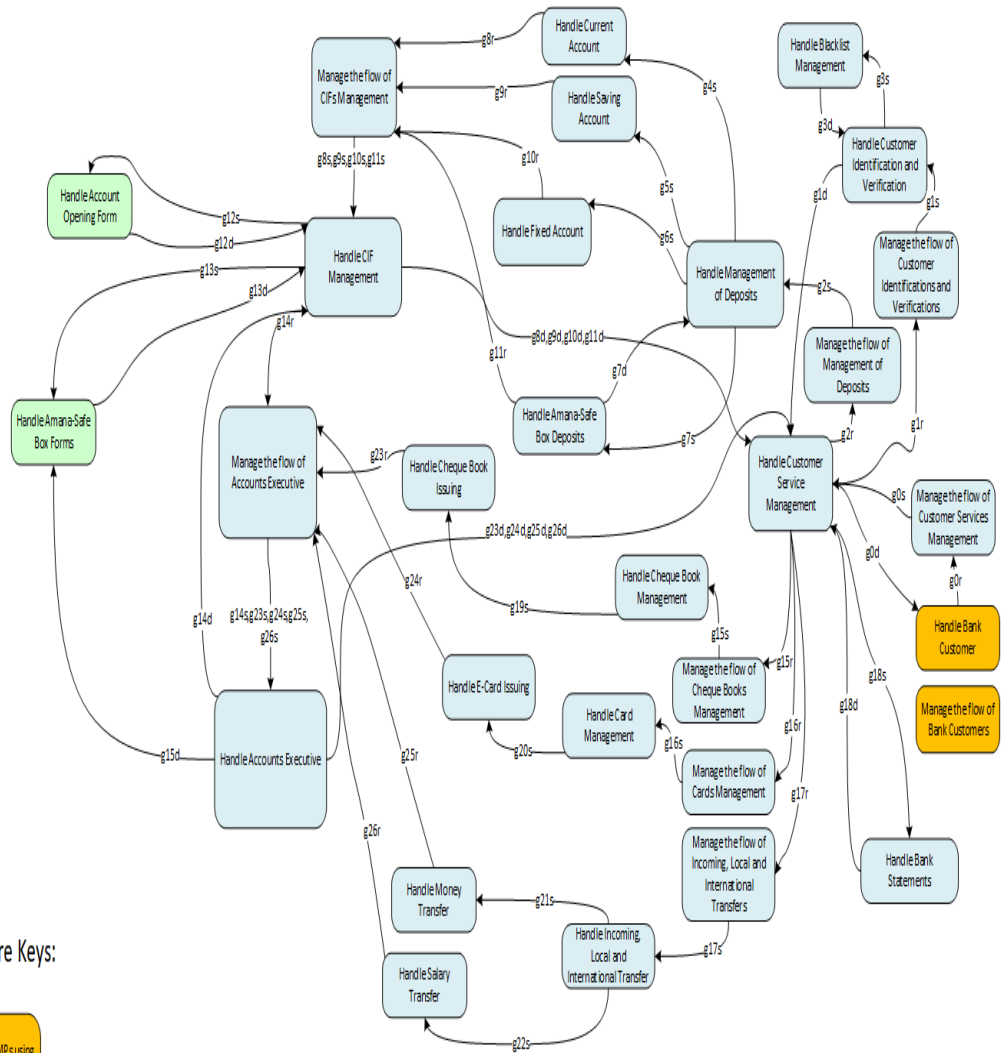 Handle Current
Account
Handle Blacklist
Management
g8r
Manage the flow of
CIFs Management
g9r
Handle Saving
Account
g4s
g3s
g3d
Handle Customer
Identification and
Verification
g8s,g9s,g10s,g11s
g10r
g5s
g1d
g1s
Handle Account
Opening Form
g12s
g12d
Handle Fixed Account
g6s
Manage the flow of
Customer
Identifications and
Verifications
Handle CIF
Management
g13s
g13d
Handle Management
of Deposits
g2s
g14r
g8d,g9d,g10d,g11d
g11r
g7d
Manage the flow of
Management of
Deposits
Handle Amana-Safe
Box Forms
Handle Amana-Safe
Box Deposits
g7s
g2r
g1r
Manage the flow of
Accounts Executive
g23r
Handle Cheque Book
Issuing
Handle Customer
Service
Management
g0s
Manage the flow of
Customer Services
Management
g23d,g24d,g25d,g26d
g0d
g0r
g24r
Handle Cheque Book
Management
g19s
g14d
g14s,g23s,g24s,g25s,
g26s
g15s
Handle Bank
Customer
g15r
g18s
Handle E-Card Issuing
Manage the flow of
Cheque Books
Management
g18d
Manage the flow of
Bank Customers
Handle Card
Management
g16r
g16s
g20s
g15d
Handle Accounts Executive
g25r
Manage the flow of
Cards Management
g17r
g26r
Manage the flow of
Incoming, Local and
International
Transfers
Handle Bank
Statements
Handle Money
Transfer
g21s
Handle Incoming,
Local and
International Transfer
g17s
re Keys:
Handle Salary
Transfer
g22s
MPs using